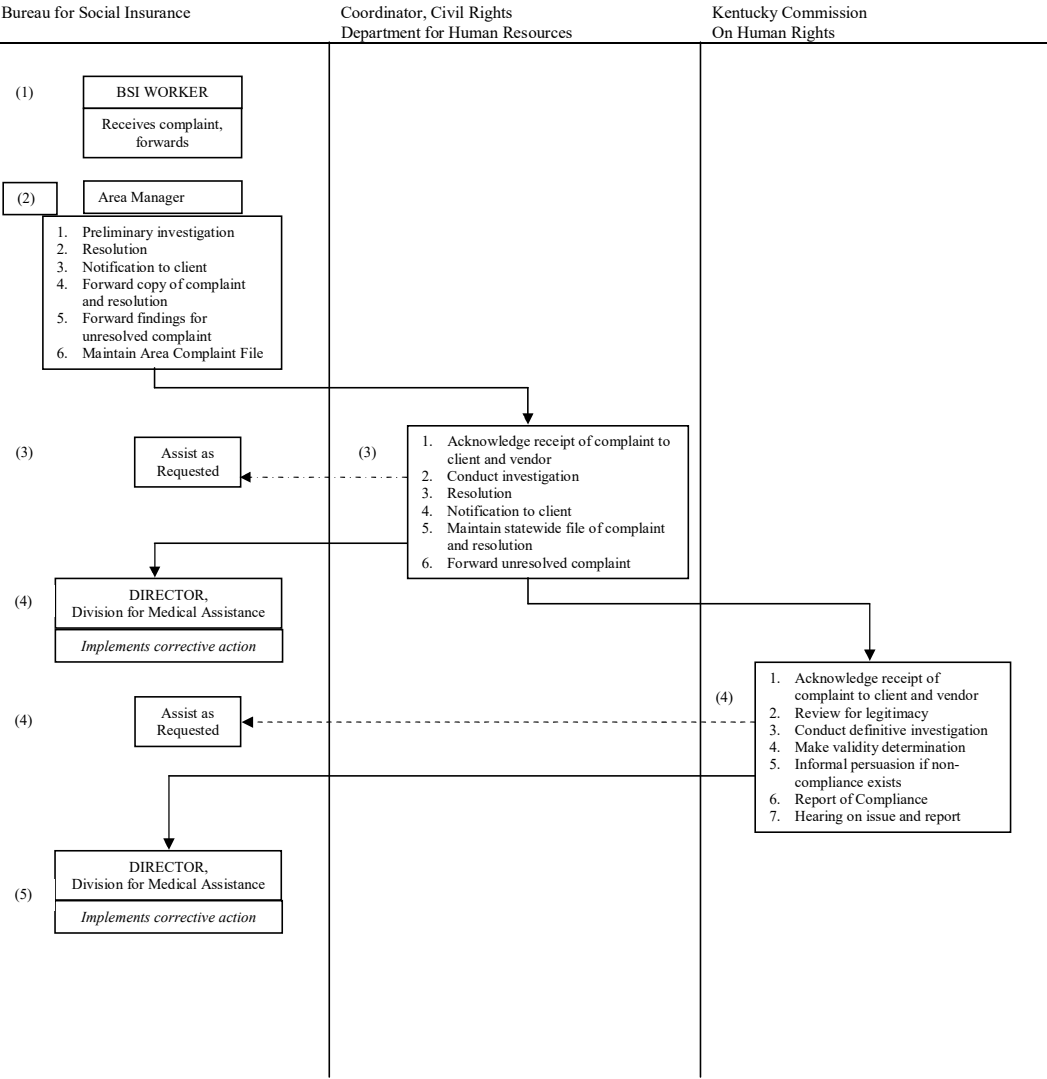 Bureau for Social Insurance
Coordinator, Civil Rights
Department for Human Resources
Kentucky Commission
On Human Rights
(1)
BSI WORKER
Receives complaint,
forwards
(2)
Area Manager
1. Preliminary investigation
2. Resolution
3. Notification to client
4. Forward copy of complaint
and resolution
5. Forward findings for
unresolved complaint
6. Maintain Area Complaint File
(3)
Assist as
Requested
(3)
1. Acknowledge receipt of complaint to
client and vendor
2. Conduct investigation
3. Resolution
4. Notification to client
5. Maintain statewide file of complaint
and resolution
6. Forward unresolved complaint
(4)
DIRECTOR,
Division for Medical Assistance
Implements corrective action
(4)
Assist as
Requested
(4)
1. Acknowledge receipt of
complaint to client and vendor
2. Review for legitimacy
3. Conduct definitive investigation
4. Make validity determination
5. Informal persuasion if non-
compliance exists
6. Report of Compliance
7. Hearing on issue and report
(5)
DIRECTOR,
Division for Medical Assistance
Implements corrective action